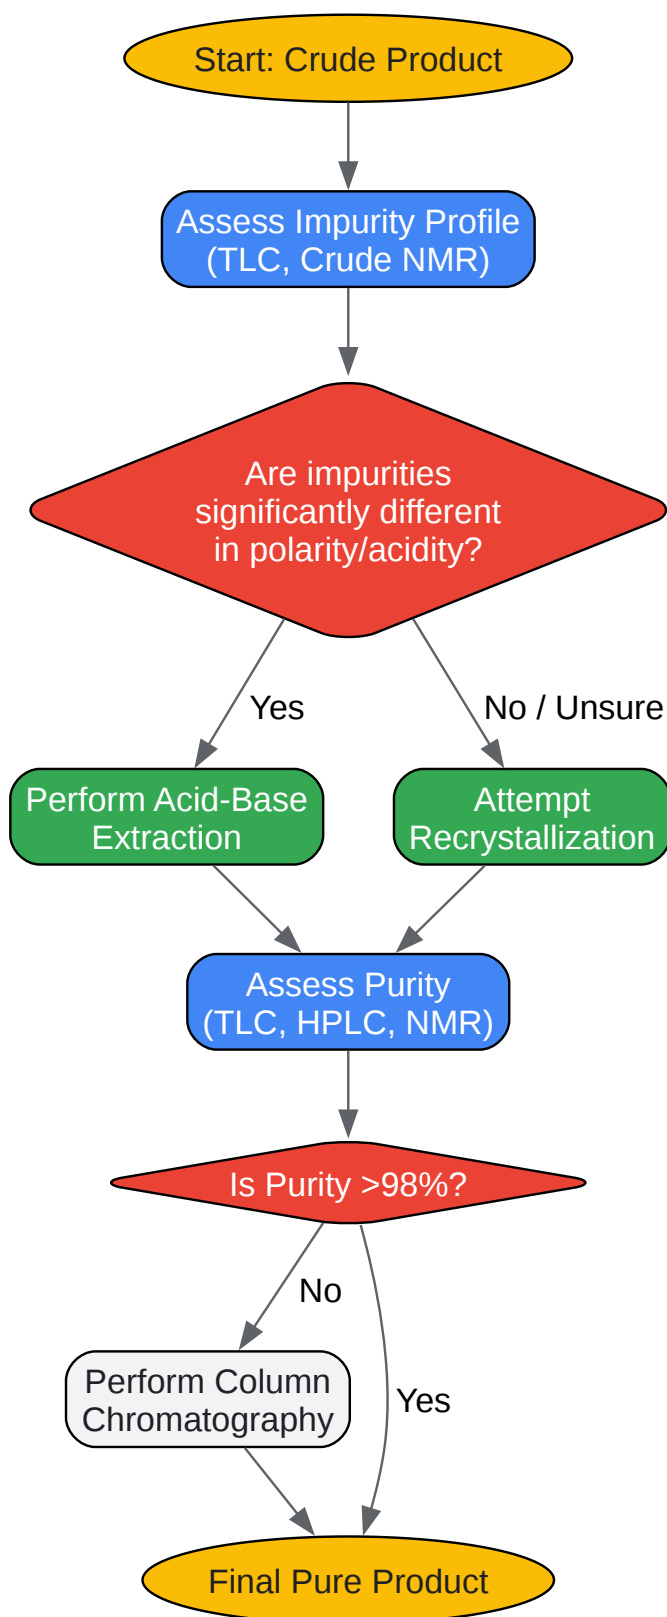 Start: Crude Product
Assess Impurity Profile
(TLC, Crude NMR)
Are impurities
significantly different
in polarity/acidity?
Yes
No / Unsure
Perform Acid-Base
Extraction
Attempt
Recrystallization
Assess Purity
(TLC, HPLC, NMR)
Is Purity >98%?
No
Perform Column
Chromatography
Yes
Final Pure Product